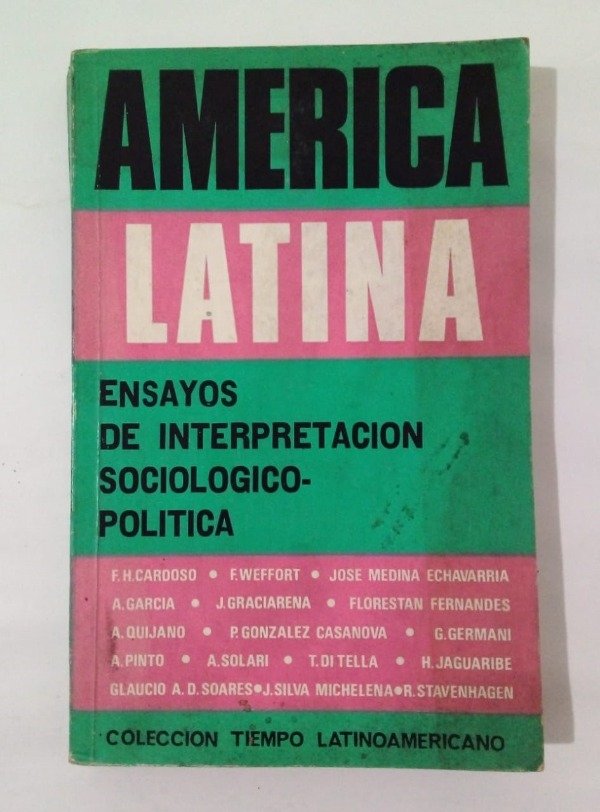 AMERICA
LATINA
ENSAYOS
DE INTERPRETACION
SOCIOLOGICO-
POLITICA
F.H.CARDOSO • F.WEFFORT • JOSE MEDINA ECHAVARRIA
A.GARCIA • J.GRACIARENA • FLORESTAN FERNANDES
A.QUIJANO • P.GONZALEZ CASANOVA • G.GERMANI
A.PINTO • A.SOLARI • T.DI TELLA • H.JAGUARIBE
GLAUCIO A.D.SOARES•J.SILVA MICHELENA•R.STAVENHAGEN
COLECCION TIEMPO LATINOAMERICANO